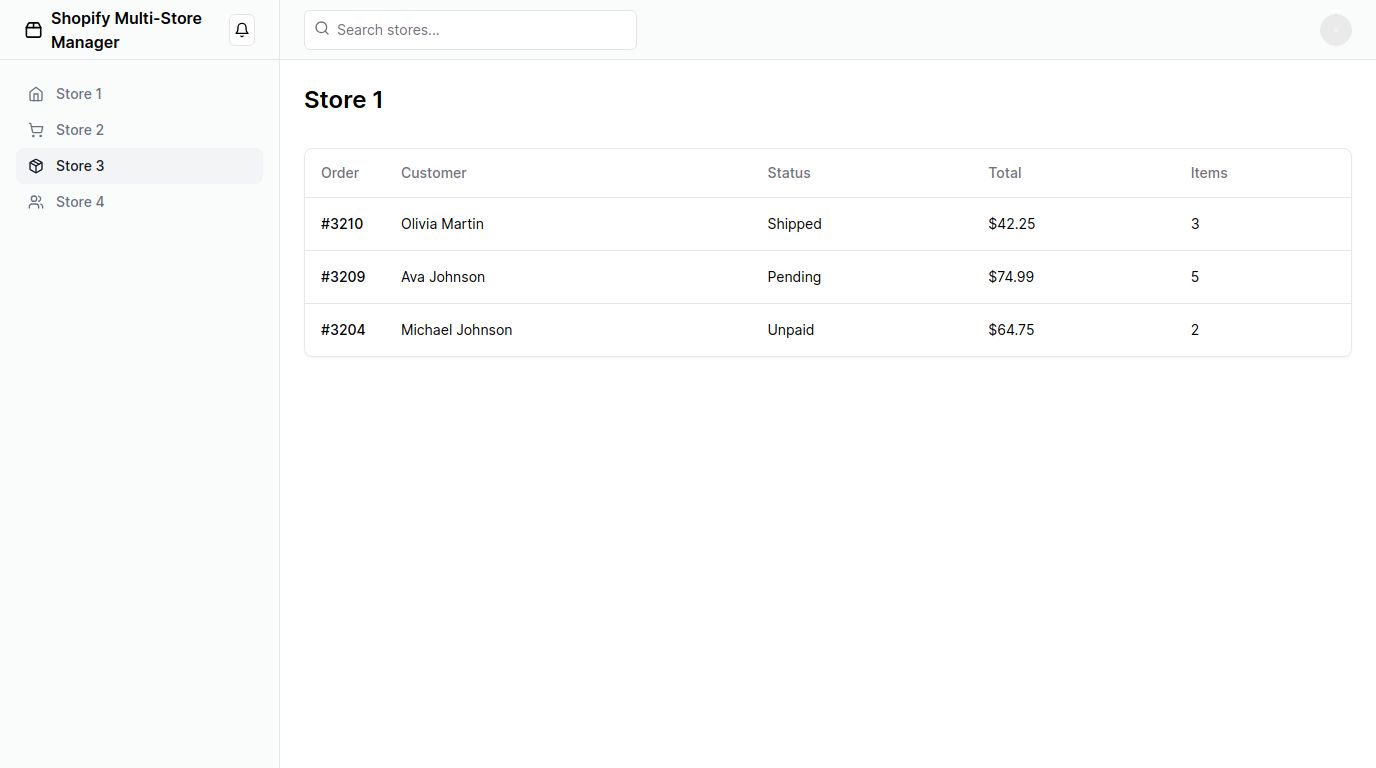 Shopify Multi-Store
Manager
Search stores...
Store 1
Store 2
Store 3
Store 4
Store 1
Order Customer Status Total Items
#3210 Olivia Martin Shipped $42.25 3
#3209 Ava Johnson Pending $74.99 5
#3204 Michael Johnson Unpaid $64.75 2